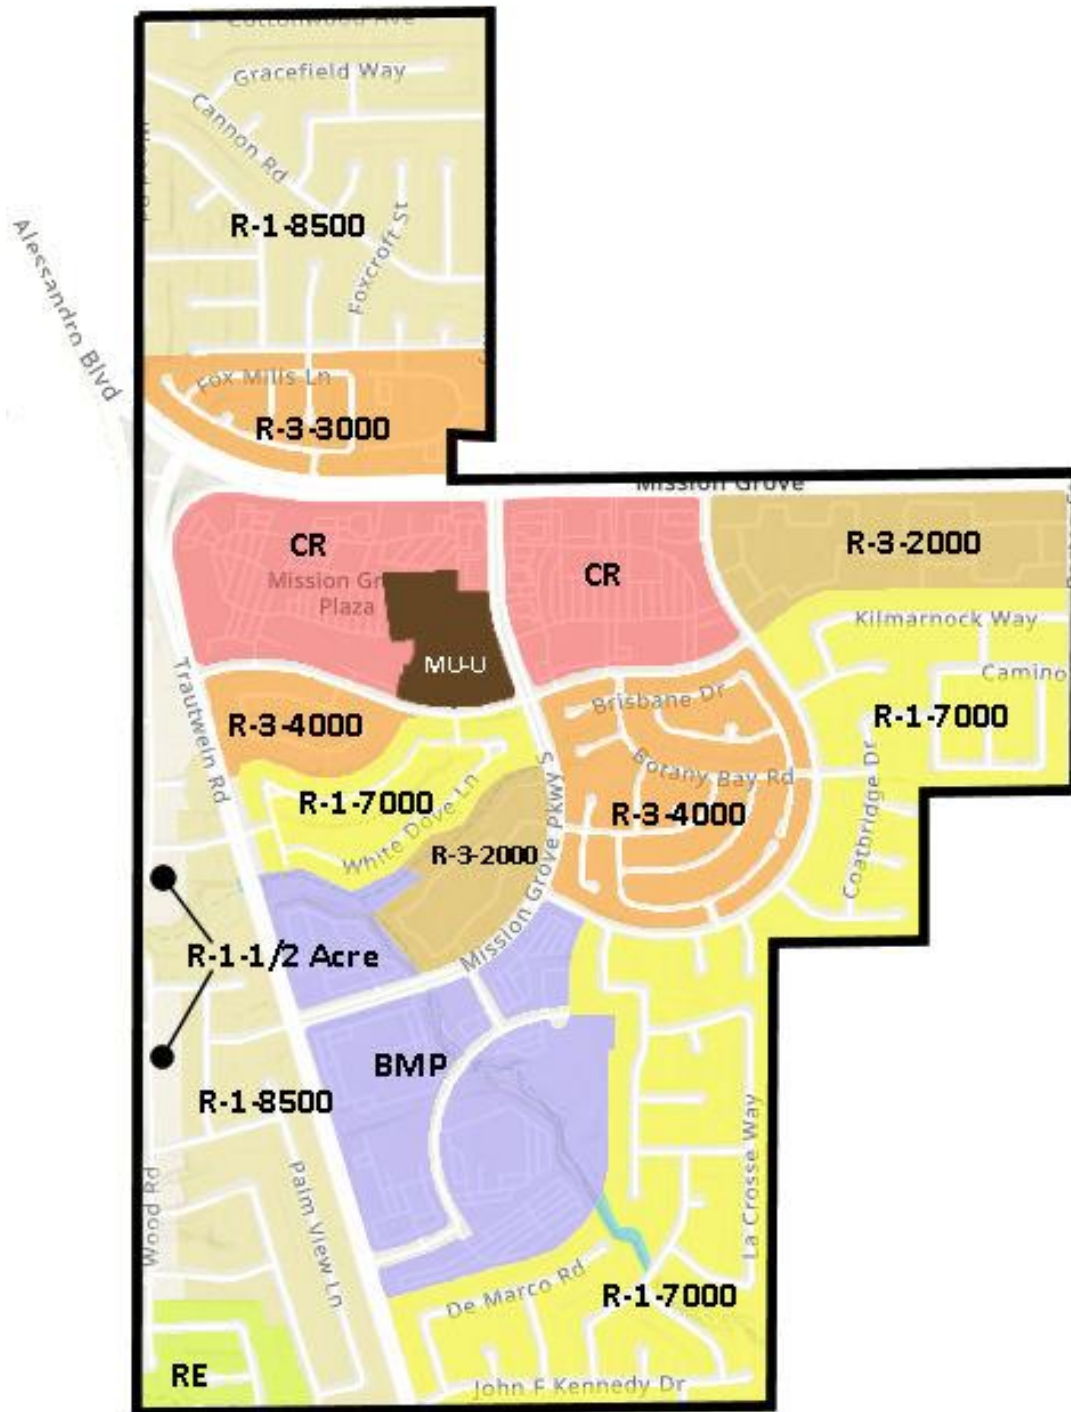 Cottonwood Ave
Gracefield Way
Cannon Rd
R-1-8500
Foxcroft St
Alessandro Blvd
Fox Mills Ln
R-3-3000
Mission Grove
CR
Mission Gr
Plaza
CR
R-3-2000
MU-U
Kilmarnock Way
Camino
Trautwein Rd
R-3-4000
Brisbane Dr
R-1-7000
Botany Bay Rd
R-1-7000
White Dove Ln
R-3-2000
Mission Grove Pkwy S
R-3-4000
Coatbridge Dr
R-1-1/2 Acre
BMP
R-1-8500
Wood Rd
Palm View Ln
La Crosse Way
De Marco Rd
R-1-7000
RE
John F Kennedy Dr